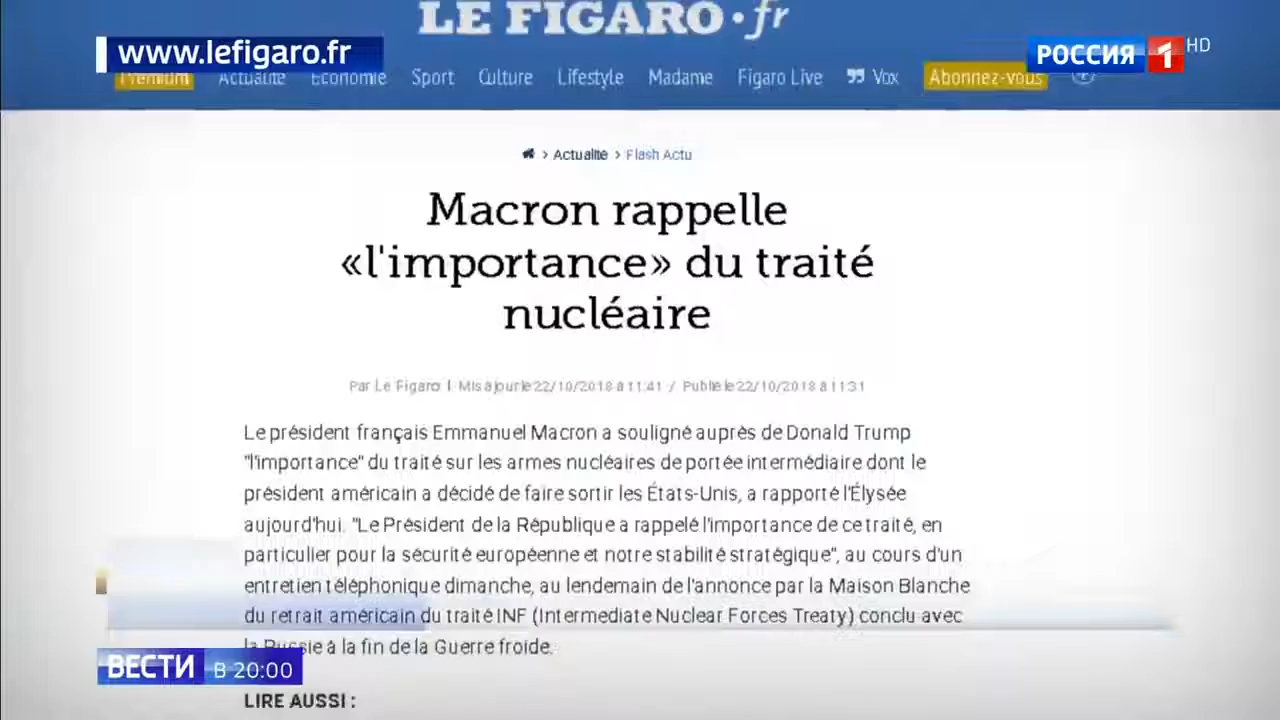 LE FIGARO·fr
www.lefigaro.fr
РОССИЯ 1 HD
Premium Actualité Économie Sport Culture Lifestyle Madame Figaro Live Vox Abonnez-vous
> Actualité > Flash Actu
Macron rappelle
«l'importance» du traité
nucléaire
Par Le Figaro | Mis à jour le 22/10/2018 à 11:41 / Publié le 22/10/2018 à 11:31
Le président français Emmanuel Macron a souligné auprès de Donald Trump
"l'importance" du traité sur les armes nucléaires de portée intermédiaire dont le
président américain a décidé de faire sortir les États-Unis, a rapporté l'Élysée
aujourd'hui. "Le Président de la République a rappelé l'importance de ce traité, en
particulier pour la sécurité européenne et notre stabilité stratégique", au cours d'un
entretien téléphonique dimanche, au lendemain de l'annonce par la Maison Blanche
du retrait américain du traité INF (Intermediate Nuclear Forces Treaty) conclu avec
la Russie à la fin de la Guerre froide.
ВЕСТИ В 20:00
LIRE AUSSI :